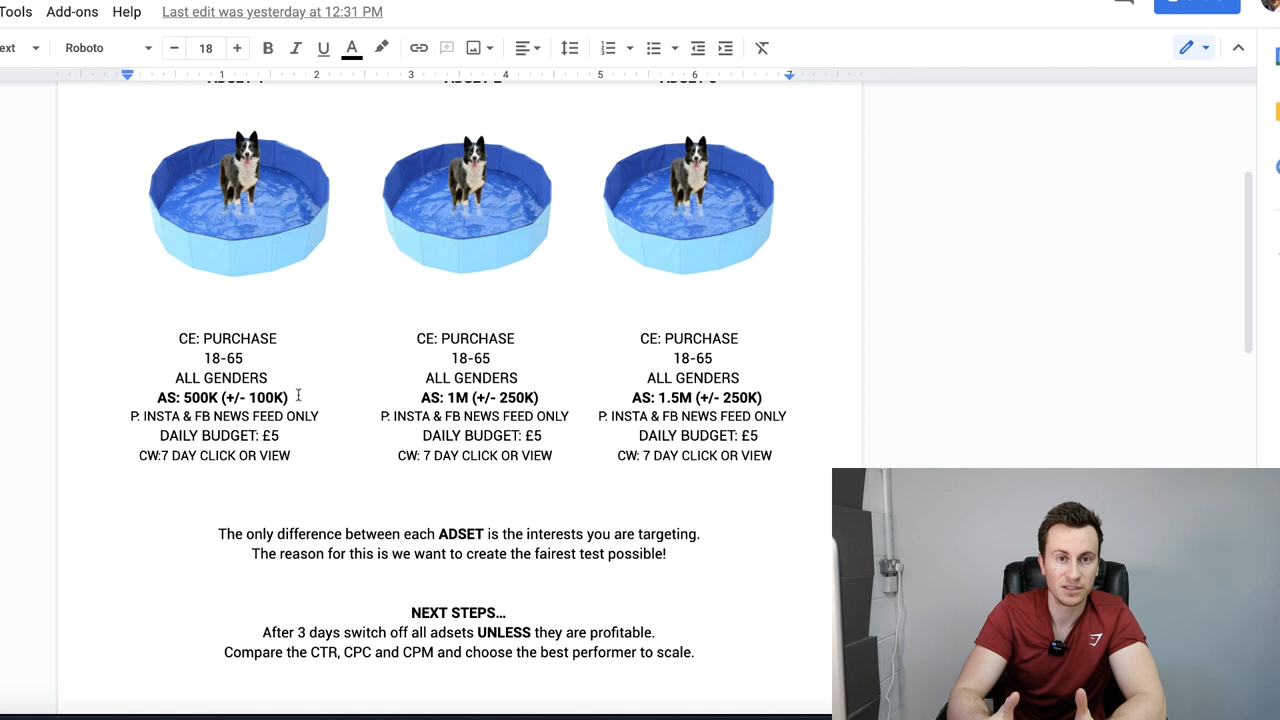 Tools Add-ons Help Last edit was yesterday at 12:31 PM
Roboto 18
1 2 3 4 5 6 7
CE: PURCHASE CE: PURCHASE CE: PURCHASE
18-65 18-65 18-65
ALL GENDERS ALL GENDERS ALL GENDERS
AS: 500K (+/- 100K) AS: 1M (+/- 250K) AS: 1.5M (+/- 250K)
P: INSTA & FB NEWS FEED ONLY P: INSTA & FB NEWS FEED ONLY P: INSTA & FB NEWS FEED ONLY
DAILY BUDGET: £5 DAILY BUDGET: £5 DAILY BUDGET: £5
CW:7 DAY CLICK OR VIEW CW: 7 DAY CLICK OR VIEW CW: 7 DAY CLICK OR VIEW
The only difference between each ADSET is the interests you are targeting.
The reason for this is we want to create the fairest test possible!
NEXT STEPS...
After 3 days switch off all adsets UNLESS they are profitable.
Compare the CTR, CPC and CPM and choose the best performer to scale.